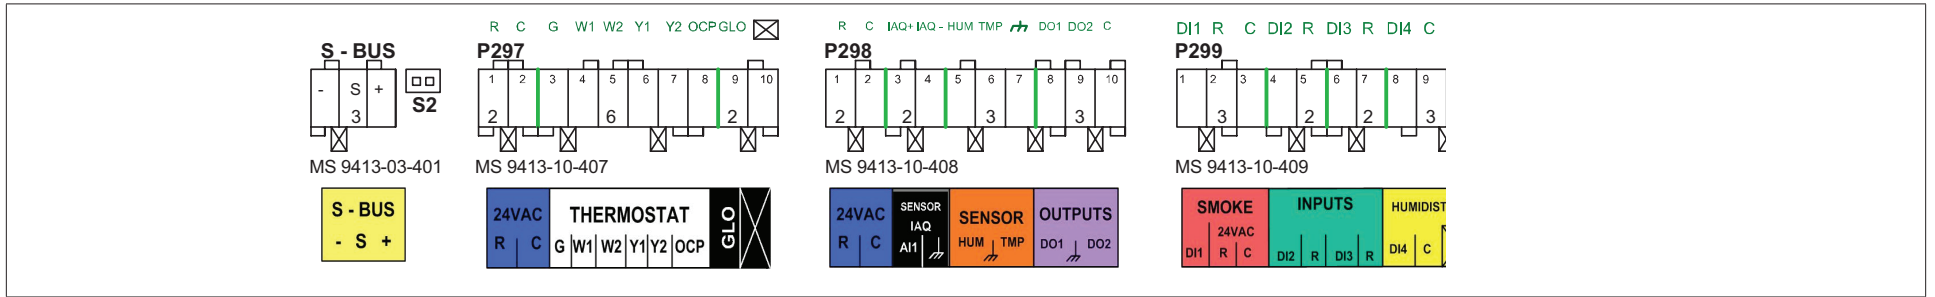 R C G W1 W2 Y1 Y2 OCP GLO
R C IAQ+ IAQ - HUM TMP DO1 DO2 C
DI1 R C DI2 R DI3 R DI4 C
S - BUS
P297
P298
P299
- S +
3
S2
1 2 3 4 5 6 7 8 9 10
2 6 2
1 2 3 4 5 6 7 8 9 10
2 2 3 3
1 2 3 4 5 6 7 8 9
3 2 2 3
MS 9413-03-401
MS 9413-10-407
MS 9413-10-408
MS 9413-10-409
S - BUS
- S +
24VAC
R C
THERMOSTAT
G W1 W2 Y1 Y2 OCP
GLO
24VAC
R C
SENSOR
IAQ
AI1
SENSOR
HUM TMP
OUTPUTS
DO1 DO2
SMOKE
24VAC
DI1 R C
INPUTS
DI2 R DI3 R
HUMIDIST
DI4 C